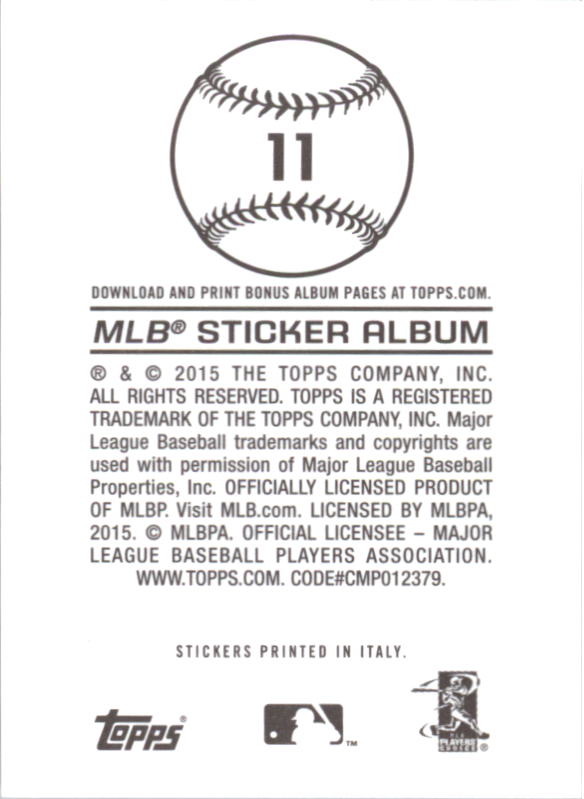 11
DOWNLOAD AND PRINT BONUS ALBUM PAGES AT TOPPS.COM.
MLB® STICKER ALBUM
® & © 2015 THE TOPPS COMPANY, INC.
ALL RIGHTS RESERVED. TOPPS IS A REGISTERED
TRADEMARK OF THE TOPPS COMPANY, INC. Major
League Baseball trademarks and copyrights are
used with permission of Major League Baseball
Properties, Inc. OFFICIALLY LICENSED PRODUCT
OF MLBP. Visit MLB.com. LICENSED BY MLBPA,
2015. © MLBPA. OFFICIAL LICENSEE – MAJOR
LEAGUE BASEBALL PLAYERS ASSOCIATION.
WWW.TOPPS.COM. CODE#CMP012379.
STICKERS PRINTED IN ITALY.
Topps® ™
PLAYERS
CHOICE ®